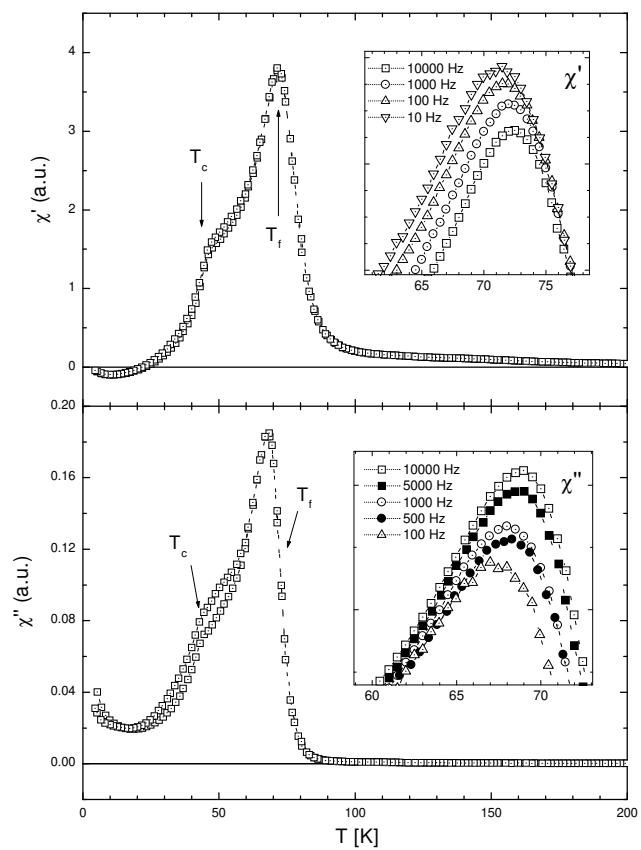 4
3
2
1
0
χ' (a.u.)
T_c
T_f
10000 Hz
1000 Hz
100 Hz
10 Hz
χ'
65 70 75
0.20
0.16
0.12
0.08
0.04
0.00
χ" (a.u.)
T_c
T_f
10000 Hz
5000 Hz
1000 Hz
500 Hz
100 Hz
χ"
60 65 70
0 50 100 150 200
T [K]